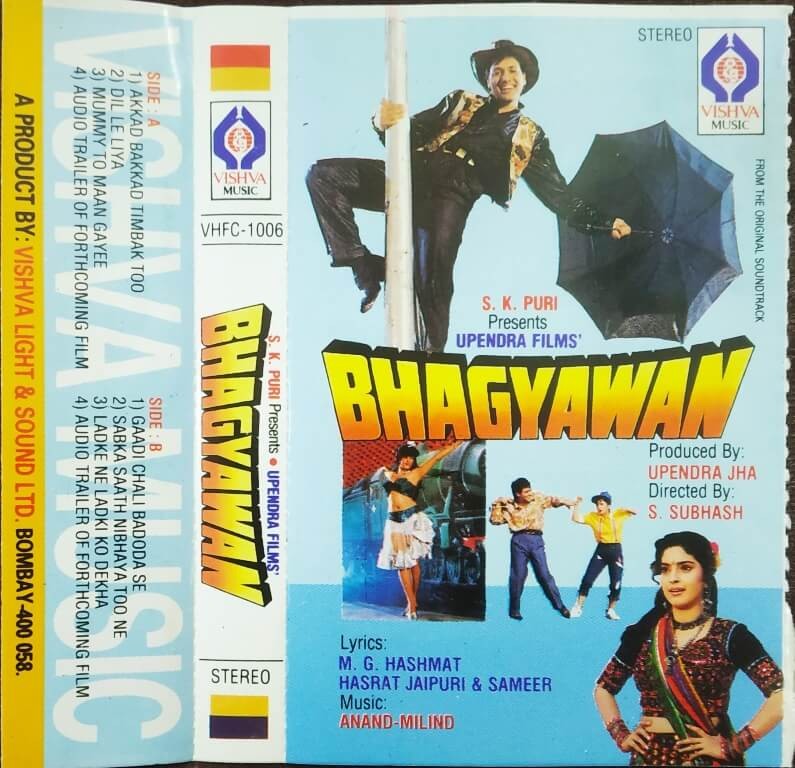 A PRODUCT BY: VISHVA LIGHT & SOUND LTD. BOMBAY-400 058.
VISHVA MUSIC
SIDE : A
1) AKKAD BAKKAD TIMBAK TOO
2) DIL LE LIYA
3) MUMMY TO MAAN GAYEE
4) AUDIO TRAILER OF FORTHCOMING FILM
SIDE : B
1) GAADI CHALI BADODA SE
2) SABKA SAATH NIBHAYA TOO NE
3) LADKE NE LADKI KO DEKHA
4) AUDIO TRAILER OF FORTHCOMING FILM
VISHVA
MUSIC
VHFC-1006
S. K. PURI Presents • UPENDRA FILMS'
BHAGYAWAN
STEREO
STEREO
VISHVA
MUSIC
FROM THE ORIGINAL SOUNDTRACK
S. K. PURI
Presents
UPENDRA FILMS'
BHAGYAWAN
Produced By:
UPENDRA JHA
Directed By:
S. SUBHASH
Lyrics:
M. G. HASHMAT
HASRAT JAIPURI & SAMEER
Music:
ANAND-MILIND